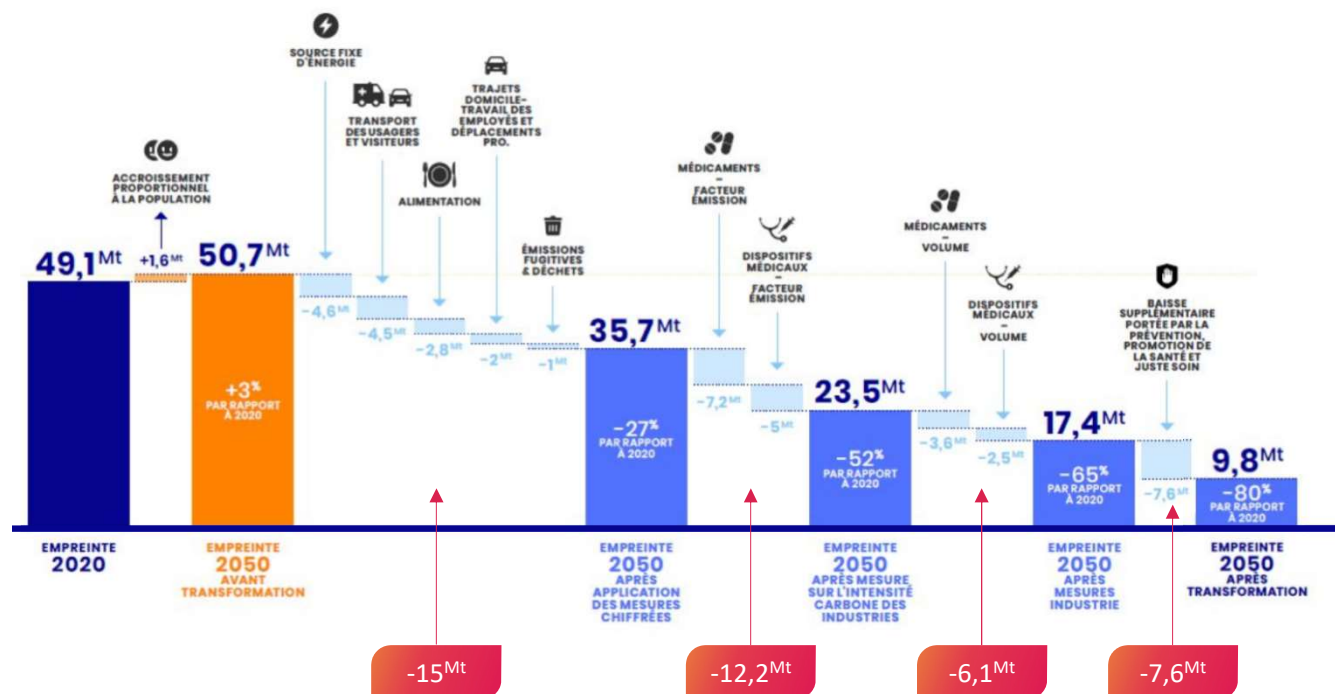 SOURCE FIXE
D'ÉNERGIE
TRANSPORT
DES USAGERS
ET VISITEURS
TRAJETS
DOMICILE-
TRAVAIL DES
EMPLOYÉS ET
DÉPLACEMENTS
PRO.
ACCROISSEMENT
PROPORTIONNEL
À LA POPULATION
ALIMENTATION
ÉMISSIONS
FUGITIVES
& DÉCHETS
MÉDICAMENTS
–
FACTEUR
ÉMISSION
DISPOSITIFS
MÉDICAUX –
FACTEUR
ÉMISSION
MÉDICAMENTS
–
VOLUME
DISPOSITIFS
MÉDICAUX –
VOLUME
BAISSE
SUPPLÉMENTAIRE
PORTÉE PAR LA
PRÉVENTION,
PROMOTION DE
LA SANTÉ ET
JUSTE SOIN
49,1Mt
+1,6Mt
50,7Mt
-4,6Mt
-4,5Mt
-2,8Mt
-2Mt
-1Mt
35,7Mt
-7,2Mt
-5Mt
23,5Mt
-3,6Mt
-2,5Mt
17,4Mt
-7,6Mt
9,8Mt
+3%
PAR RAPPORT
À 2020
-27%
PAR RAPPORT
À 2020
-52%
PAR RAPPORT
À 2020
-65%
PAR RAPPORT
À 2020
-80%
PAR RAPPORT
À 2020
EMPREINTE
2020
EMPREINTE
2050
AVANT
TRANSFORMATION
EMPREINTE
2050
APRÈS
APPLICATION
DES MESURES
CHIFFRÉES
EMPREINTE
2050
APRÈS MESURE
SUR L'INTENSITÉ
CARBONE DES
INDUSTRIES
EMPREINTE
2050
APRÈS
MESURES
INDUSTRIE
EMPREINTE
2050
APRÈS
TRANSFORMATION
-15Mt
-12,2Mt
-6,1Mt
-7,6Mt